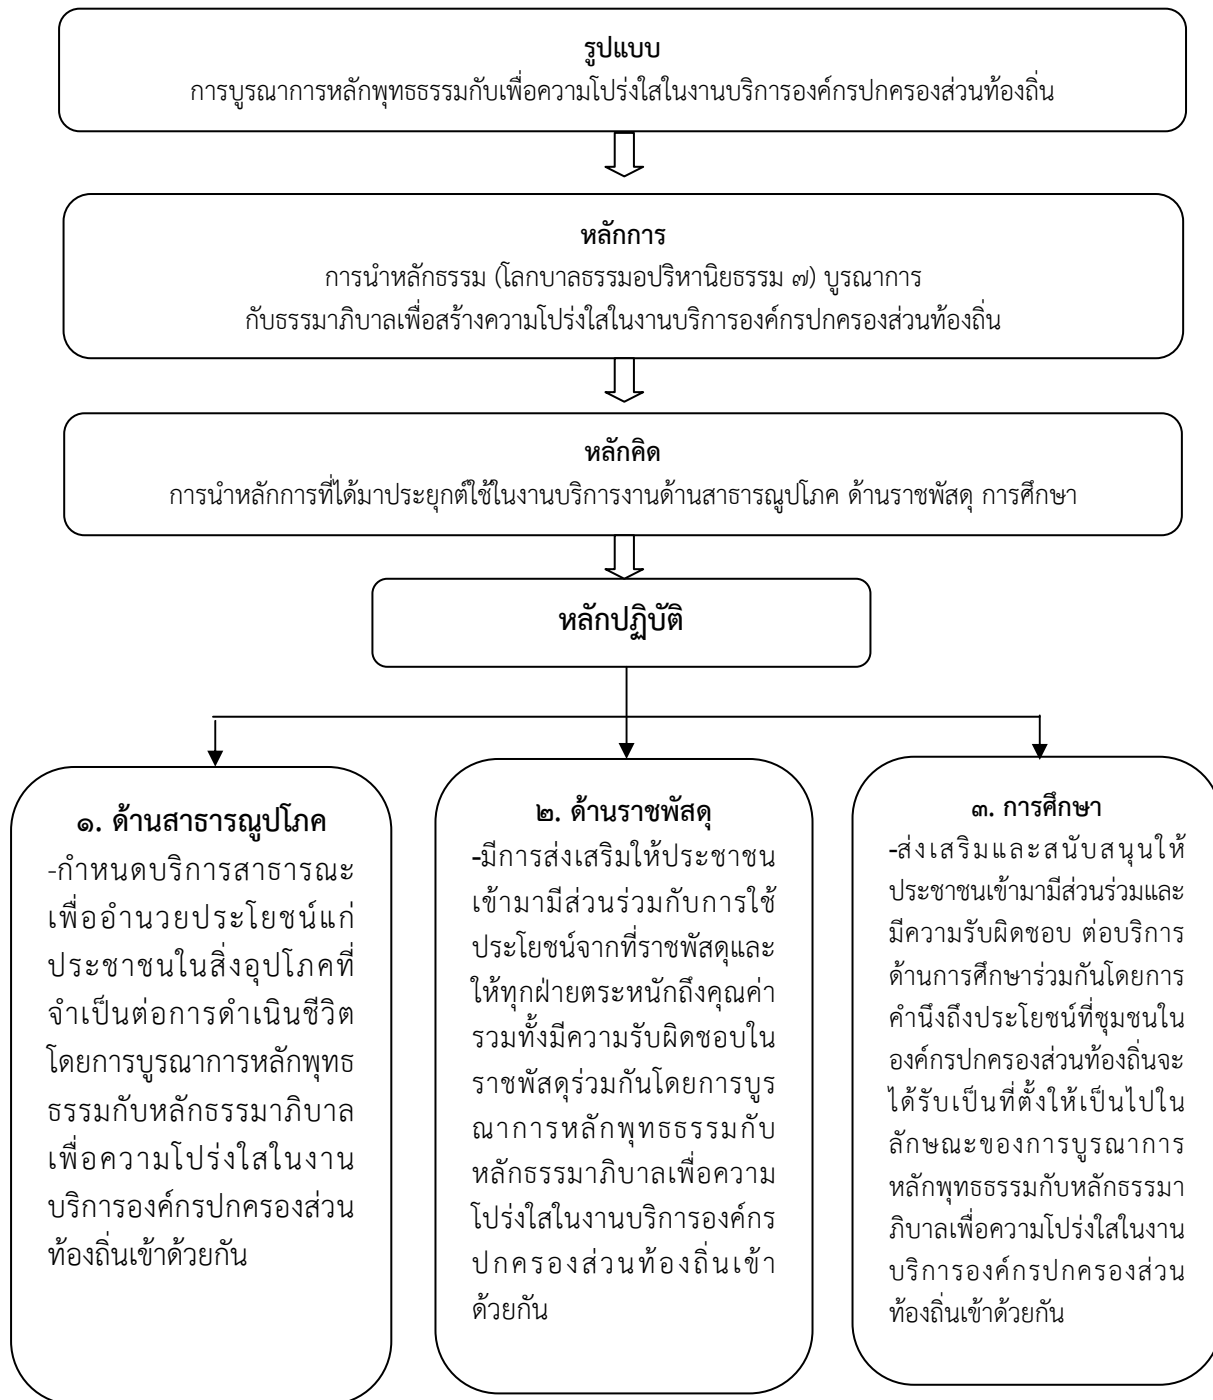 รูปแบบ
การบูรณาการหลักพุทธธรรมกับเพื่อความโปร่งใสในงานบริการองค์กรปกครองส่วนท้องถิ่น
หลักการ
การนำหลักธรรม (โลกบาลธรรมอปริหานิยธรรม ๗) บูรณาการ
กับธรรมาภิบาลเพื่อสร้างความโปร่งใสในงานบริการองค์กรปกครองส่วนท้องถิ่น
หลักคิด
การนำหลักการที่ได้มาประยุกต์ใช้ในงานบริการงานด้านสาธารณูปโภค ด้านราชพัสดุ การศึกษา
หลักปฏิบัติ
๑. ด้านสาธารณูปโภค
-กำหนดบริการสาธารณะ
เพื่ออำนวยประโยชน์แก่
ประชาชนในสิ่งอุปโภคที่
จำเป็นต่อการดำเนินชีวิต
โดยการบูรณาการหลักพุทธ
ธรรมกับหลักธรรมาภิบาล
เพื่อความโปร่งใสในงาน
บริการองค์กรปกครองส่วน
ท้องถิ่นเข้าด้วยกัน
๒. ด้านราชพัสดุ
-มีการส่งเสริมให้ประชาชน
เข้ามามีส่วนร่วมกับการใช้
ประโยชน์จากที่ราชพัสดุและ
ให้ทุกฝ่ายตระหนักถึงคุณค่า
รวมทั้งมีความรับผิดชอบใน
ราชพัสดุร่วมกันโดยการบูร
ณาการหลักพุทธธรรมกับ
หลักธรรมาภิบาลเพื่อความ
โปร่งใสในงานบริการองค์กร
ปกครองส่วนท้องถิ่นเข้า
ด้วยกัน
๓. การศึกษา
-ส่งเสริมและสนับสนุนให้
ประชาชนเข้ามามีส่วนร่วมและ
มีความรับผิดชอบ ต่อบริการ
ด้านการศึกษาร่วมกันโดยการ
คำนึงถึงประโยชน์ที่ชุมชนใน
องค์กรปกครองส่วนท้องถิ่นจะ
ได้รับเป็นที่ตั้งให้เป็นไปใน
ลักษณะของการบูรณาการ
หลักพุทธธรรมกับหลักธรรมา
ภิบาลเพื่อความโปร่งใสในงาน
บริการองค์กรปกครองส่วน
ท้องถิ่นเข้าด้วยกัน